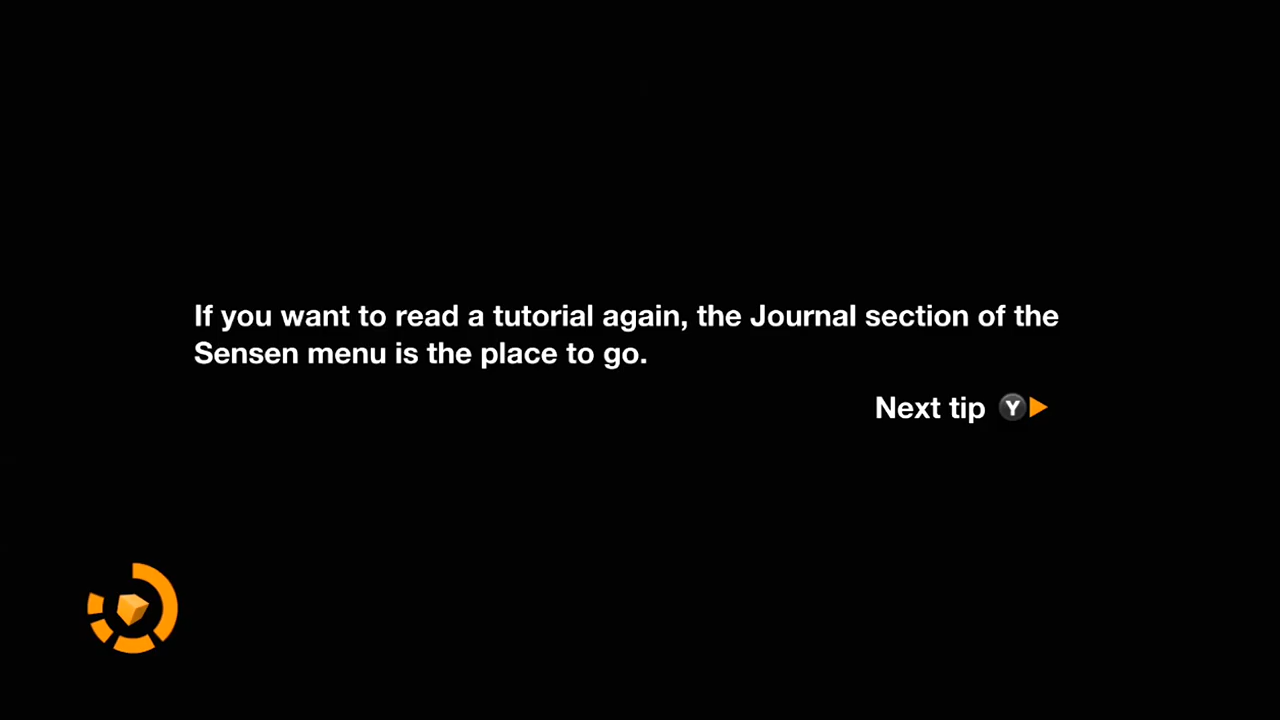 If you want to read a tutorial again, the Journal section of the
Sensen menu is the place to go.
Next tip Y